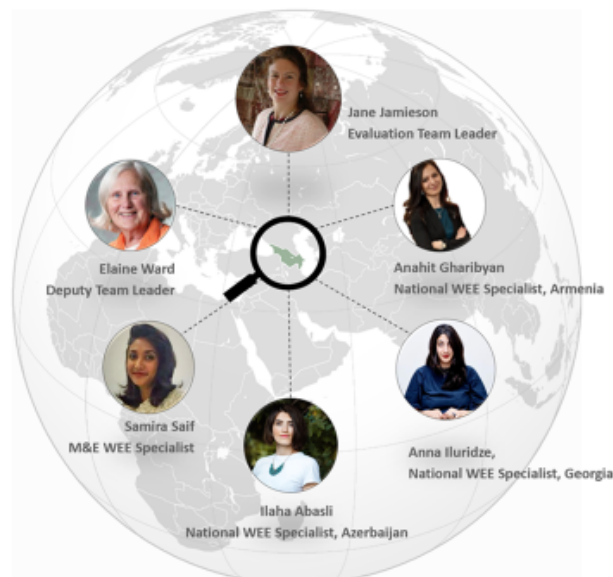 Jane Jamieson
Evaluation Team Leader
Elaine Ward
Deputy Team Leader
Anahit Gharibyan
National WEE Specialist, Armenia
Samira Saif
M&E WEE Specialist
Anna Iluridze,
National WEE Specialist, Georgia
Ilaha Abasli
National WEE Specialist, Azerbaijan